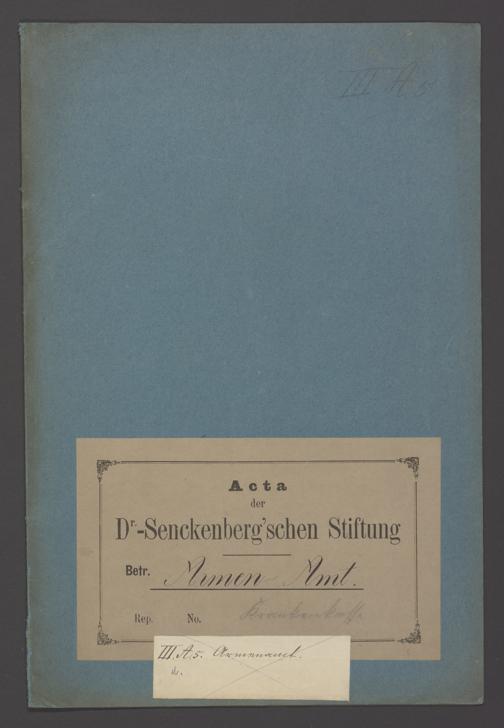 III A 5
Acta
der
Dr.-Senckenberg'schen Stiftung
Betr. Armen Amt.
Rep. No. Krankenkasse
III. A. 5. Armenamt.